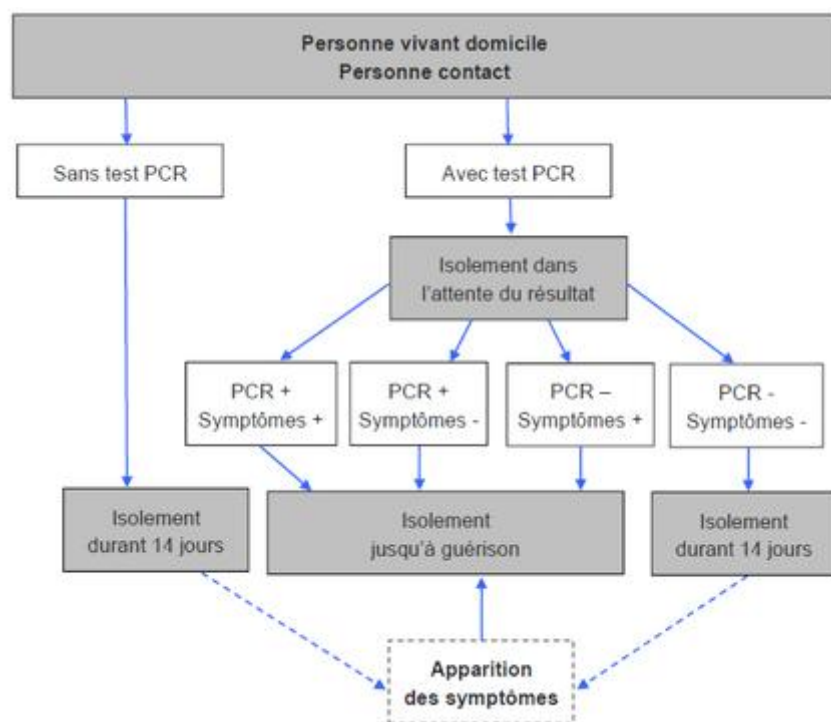 Personne vivant domicile
Personne contact
Sans test PCR
Avec test PCR
Isolement dans
l'attente du résultat
PCR +
Symptômes +
PCR +
Symptômes -
PCR –
Symptômes +
PCR -
Symptômes -
Isolement
durant 14 jours
Isolement
jusqu'à guérison
Isolement
durant 14 jours
Apparition
des symptômes